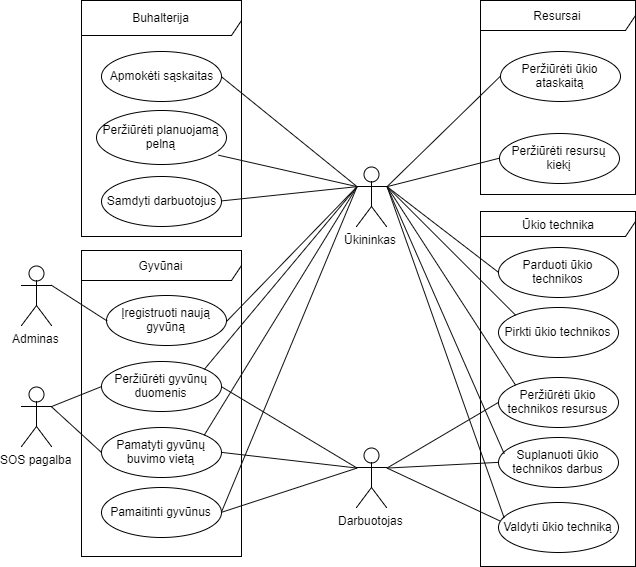 Buhalterija
Apmokėti sąskaitas
Peržiūrėti planuojamą
pelną
Samdyti darbuotojus
Resursai
Peržiūrėti ūkio
ataskaitą
Peržiūrėti resursų
kiekį
Ūkininkas
Gyvūnai
Įregistruoti naują
gyvūną
Peržiūrėti gyvūnų
duomenis
Pamatyti gyvūnų
buvimo vietą
Pamaitinti gyvūnus
Adminas
SOS pagalba
Darbuotojas
Ūkio technika
Parduoti ūkio
technikos
Pirkti ūkio technikos
Peržiūrėti ūkio
technikos resursus
Suplanuoti ūkio
technikos darbus
Valdyti ūkio techniką